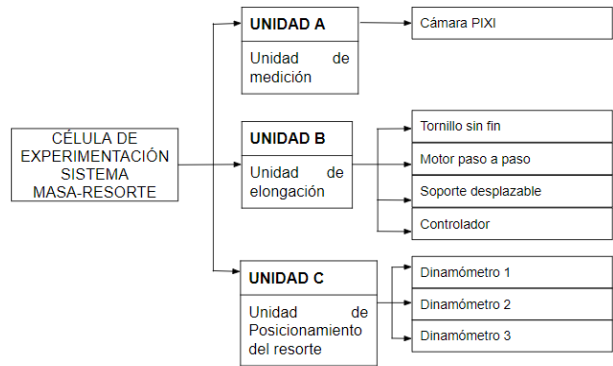 CÉLULA DE
EXPERIMENTACIÓN
SISTEMA
MASA-RESORTE
UNIDAD A
Unidad de
medición
Cámara PIXI
UNIDAD B
Unidad de
elongación
Tornillo sin fin
Motor paso a paso
Soporte desplazable
Controlador
UNIDAD C
Unidad de
Posicionamiento
del resorte
Dinamómetro 1
Dinamómetro 2
Dinamómetro 3